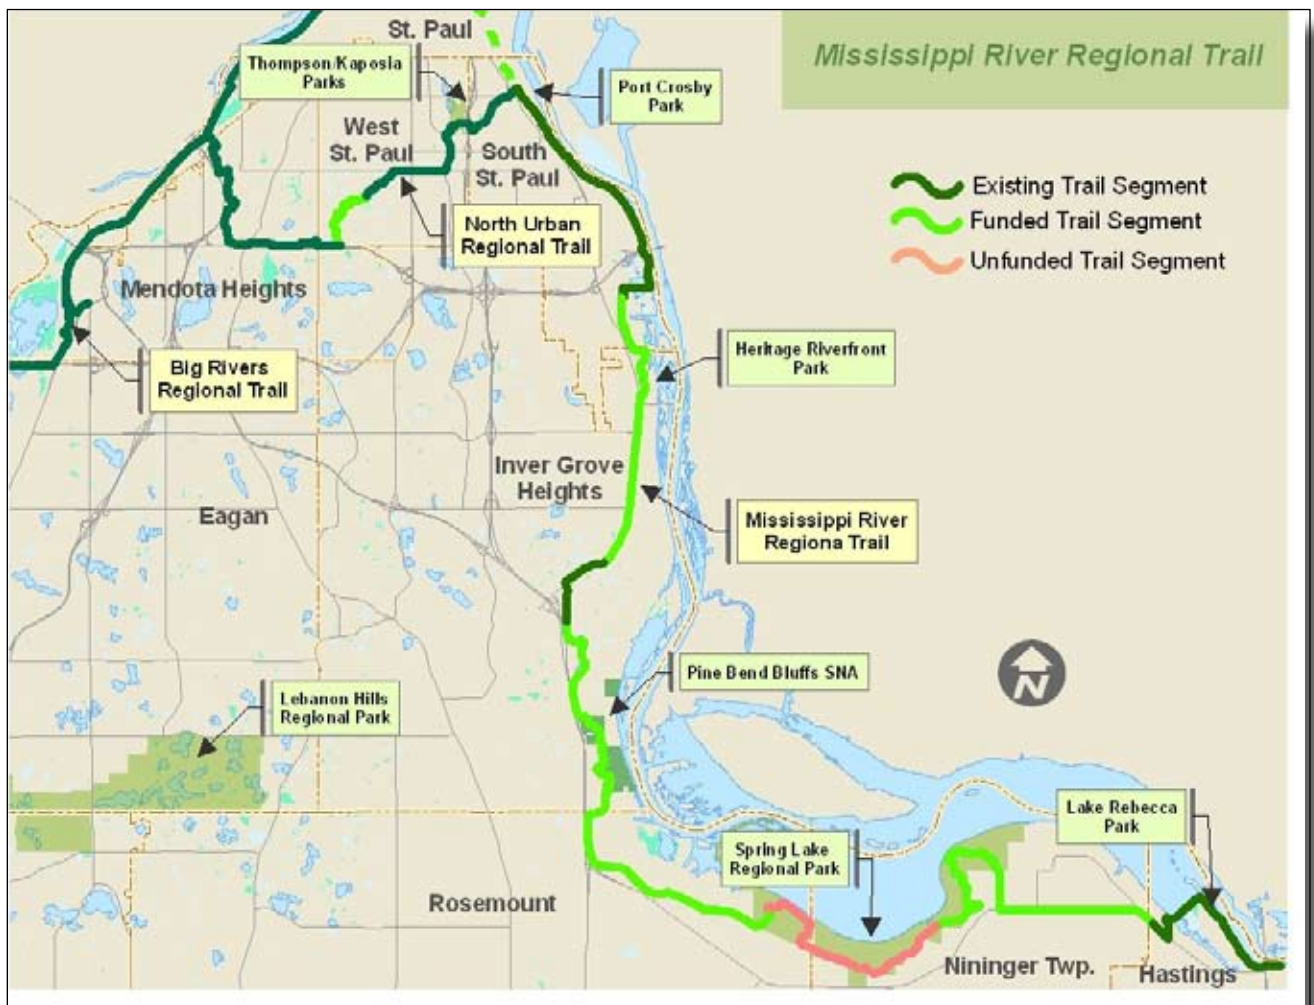 Mississippi River Regional Trail
St. Paul
Thompson/Kaposia
Parks
Port Crosby
Park
West
St. Paul
South
St. Paul
Existing Trail Segment
Funded Trail Segment
Unfunded Trail Segment
North Urban
Regional Trail
Mendota Heights
Big Rivers
Regional Trail
Heritage Riverfront
Park
Inver Grove
Heights
Eagan
Mississippi River
Regiona Trail
Pine Bend Bluffs SNA
N
Lebanon Hills
Regional Park
Lake Rebecca
Park
Spring Lake
Regional Park
Rosemount
Nininger Twp.
Hastings